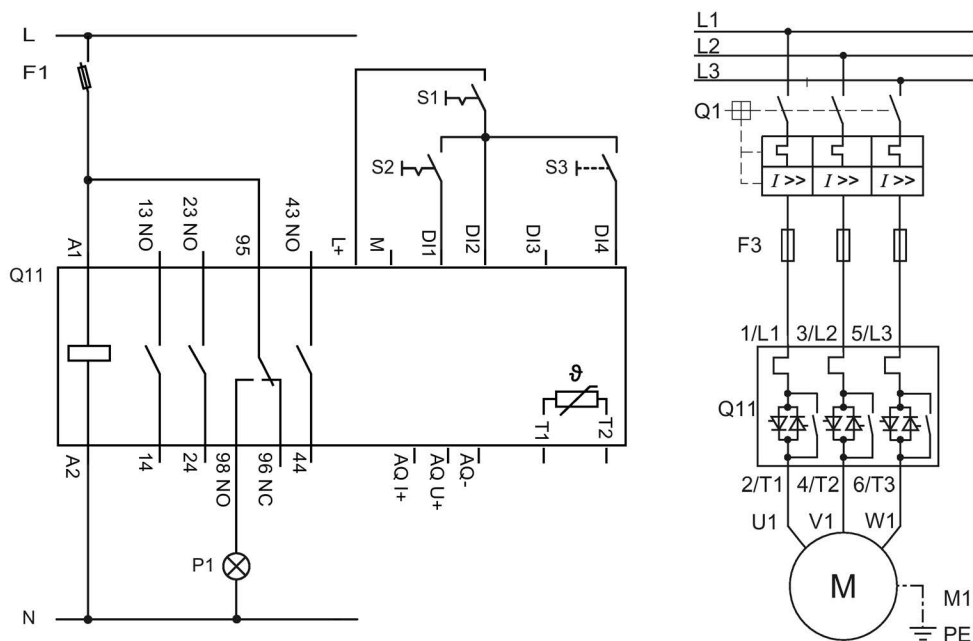 L
F1
S1
S2
S3
A1
13 NO
23 NO
95
43 NO
L+
M
DI1
DI2
DI3
DI4
Q11
ϑ
T1
T2
A2
14
24
98 NO
96 NC
44
AQ I+
AQ U+
AQ-
P1
N
L1
L2
L3
Q1
I >> I >> I >>
F3
1/L1 3/L2 5/L3
Q11
2/T1 4/T2 6/T3
U1 V1 W1
M
M1
PE